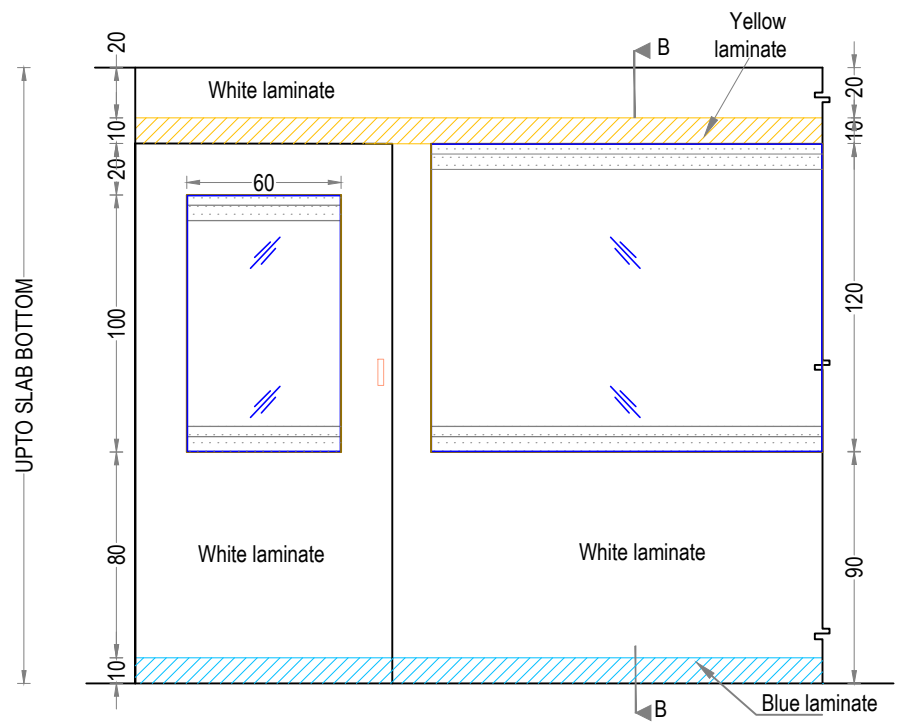 Yellow
laminate
B
20
White laminate
20
10
10
20
60
UPTO SLAB BOTTOM
100
120
80
White laminate
White laminate
90
10
B
Blue laminate